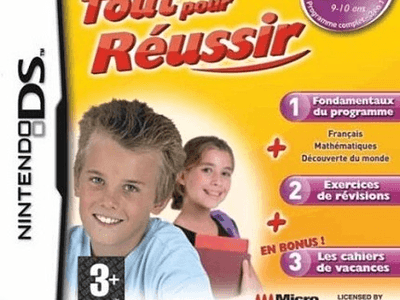 Tout pour
Réussir
9-10 ans
NINTENDO DS
1 Fondamentaux
du programme
Français
Mathématiques
Découverte du monde
+
2 Exercices
de révisions
+
EN BONUS !
3 Les cahiers
de vacances
3+
Micro
LICENSED BY